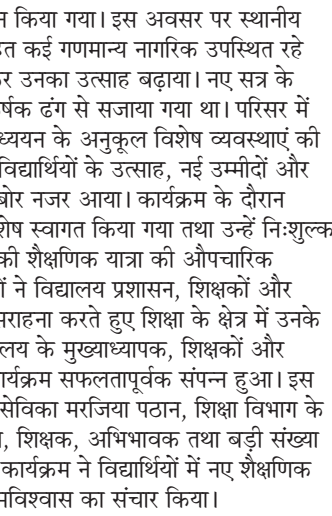 न किया गया। इस अवसर पर स्थानीय
त कई गणमान्य नागरिक उपस्थित रहे
र उनका उत्साह बढ़ाया। नए सत्र के
र्षक ढंग से सजाया गया था। परिसर में
ध्ययन के अनुकूल विशेष व्यवस्थाएं की
विद्यार्थियों के उत्साह, नई उम्मीदों और
बोर नजर आया। कार्यक्रम के दौरान
शेष स्वागत किया गया तथा उन्हें निःशुल्क
की शैक्षणिक यात्रा की औपचारिक
ं ने विद्यालय प्रशासन, शिक्षकों और
सराहना करते हुए शिक्षा के क्षेत्र में उनके
लय के मुख्याध्यापक, शिक्षकों और
र्यक्रम सफलतापूर्वक संपन्न हुआ। इस
सेविका मरजिया पठान, शिक्षा विभाग के
, शिक्षक, अभिभावक तथा बड़ी संख्या
कार्यक्रम ने विद्यार्थियों में नए शैक्षणिक
मविश्वास का संचार किया।